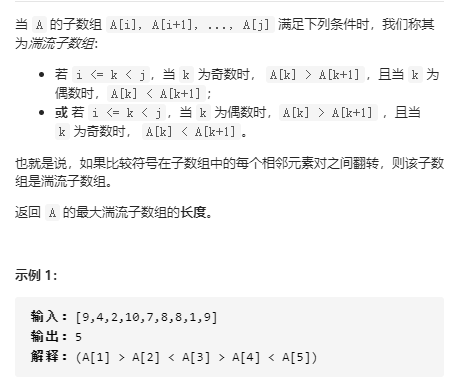 当 A 的子数组 A[i], A[i+1], ..., A[j] 满足下列条件时，我们称其
为湍流子数组:
• 若 i <= k < j，当 k 为奇数时， A[k] > A[k+1]，且当 k 为
偶数时，A[k] < A[k+1]；
• 或 若 i <= k < j，当 k 为偶数时，A[k] > A[k+1] ，且当
k 为奇数时， A[k] < A[k+1] 。
也就是说，如果比较符号在子数组中的每个相邻元素对之间翻转，则该子数
组是湍流子数组。
返回 A 的最大湍流子数组的长度。
示例 1：
输入：[9,4,2,10,7,8,8,1,9]
输出：5
解释：(A[1] > A[2] < A[3] > A[4] < A[5])